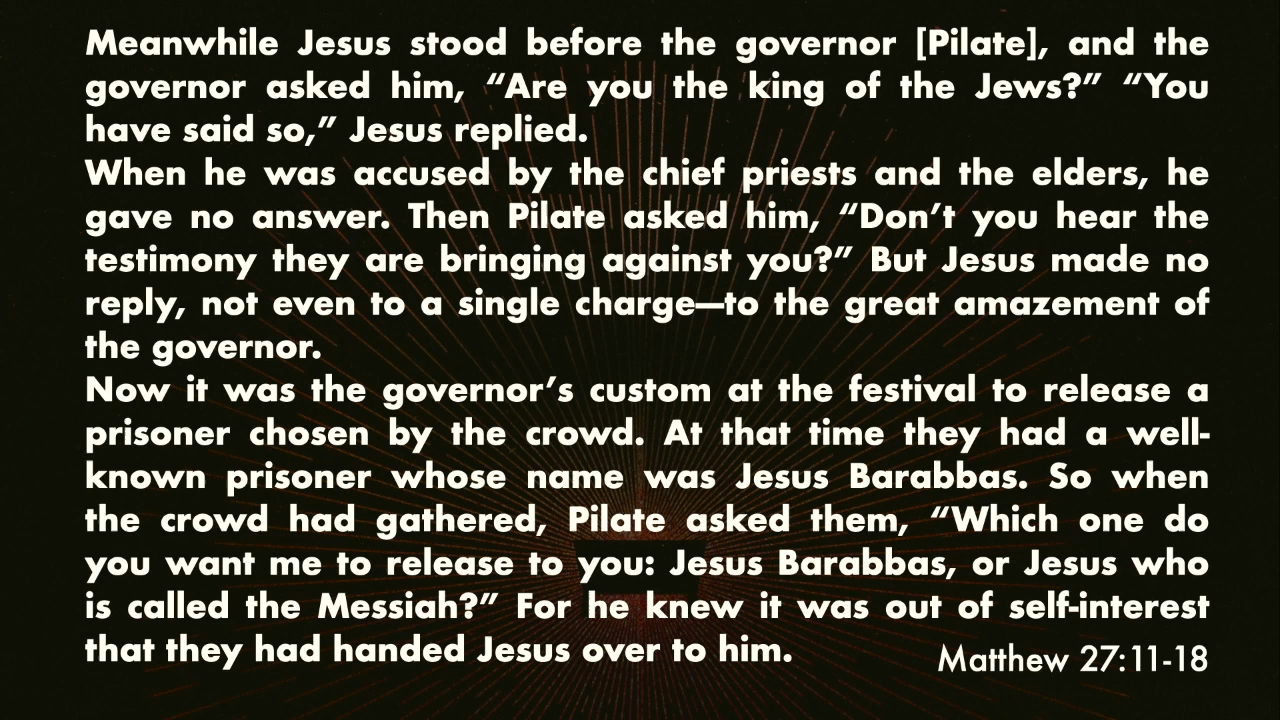 Meanwhile Jesus stood before the governor [Pilate], and the
governor asked him, “Are you the king of the Jews?” “You
have said so,” Jesus replied.
When he was accused by the chief priests and the elders, he
gave no answer. Then Pilate asked him, “Don’t you hear the
testimony they are bringing against you?” But Jesus made no
reply, not even to a single charge—to the great amazement of
the governor.
Now it was the governor’s custom at the festival to release a
prisoner chosen by the crowd. At that time they had a well-
known prisoner whose name was Jesus Barabbas. So when
the crowd had gathered, Pilate asked them, “Which one do
you want me to release to you: Jesus Barabbas, or Jesus who
is called the Messiah?” For he knew it was out of self-interest
that they had handed Jesus over to him.
Matthew 27:11-18